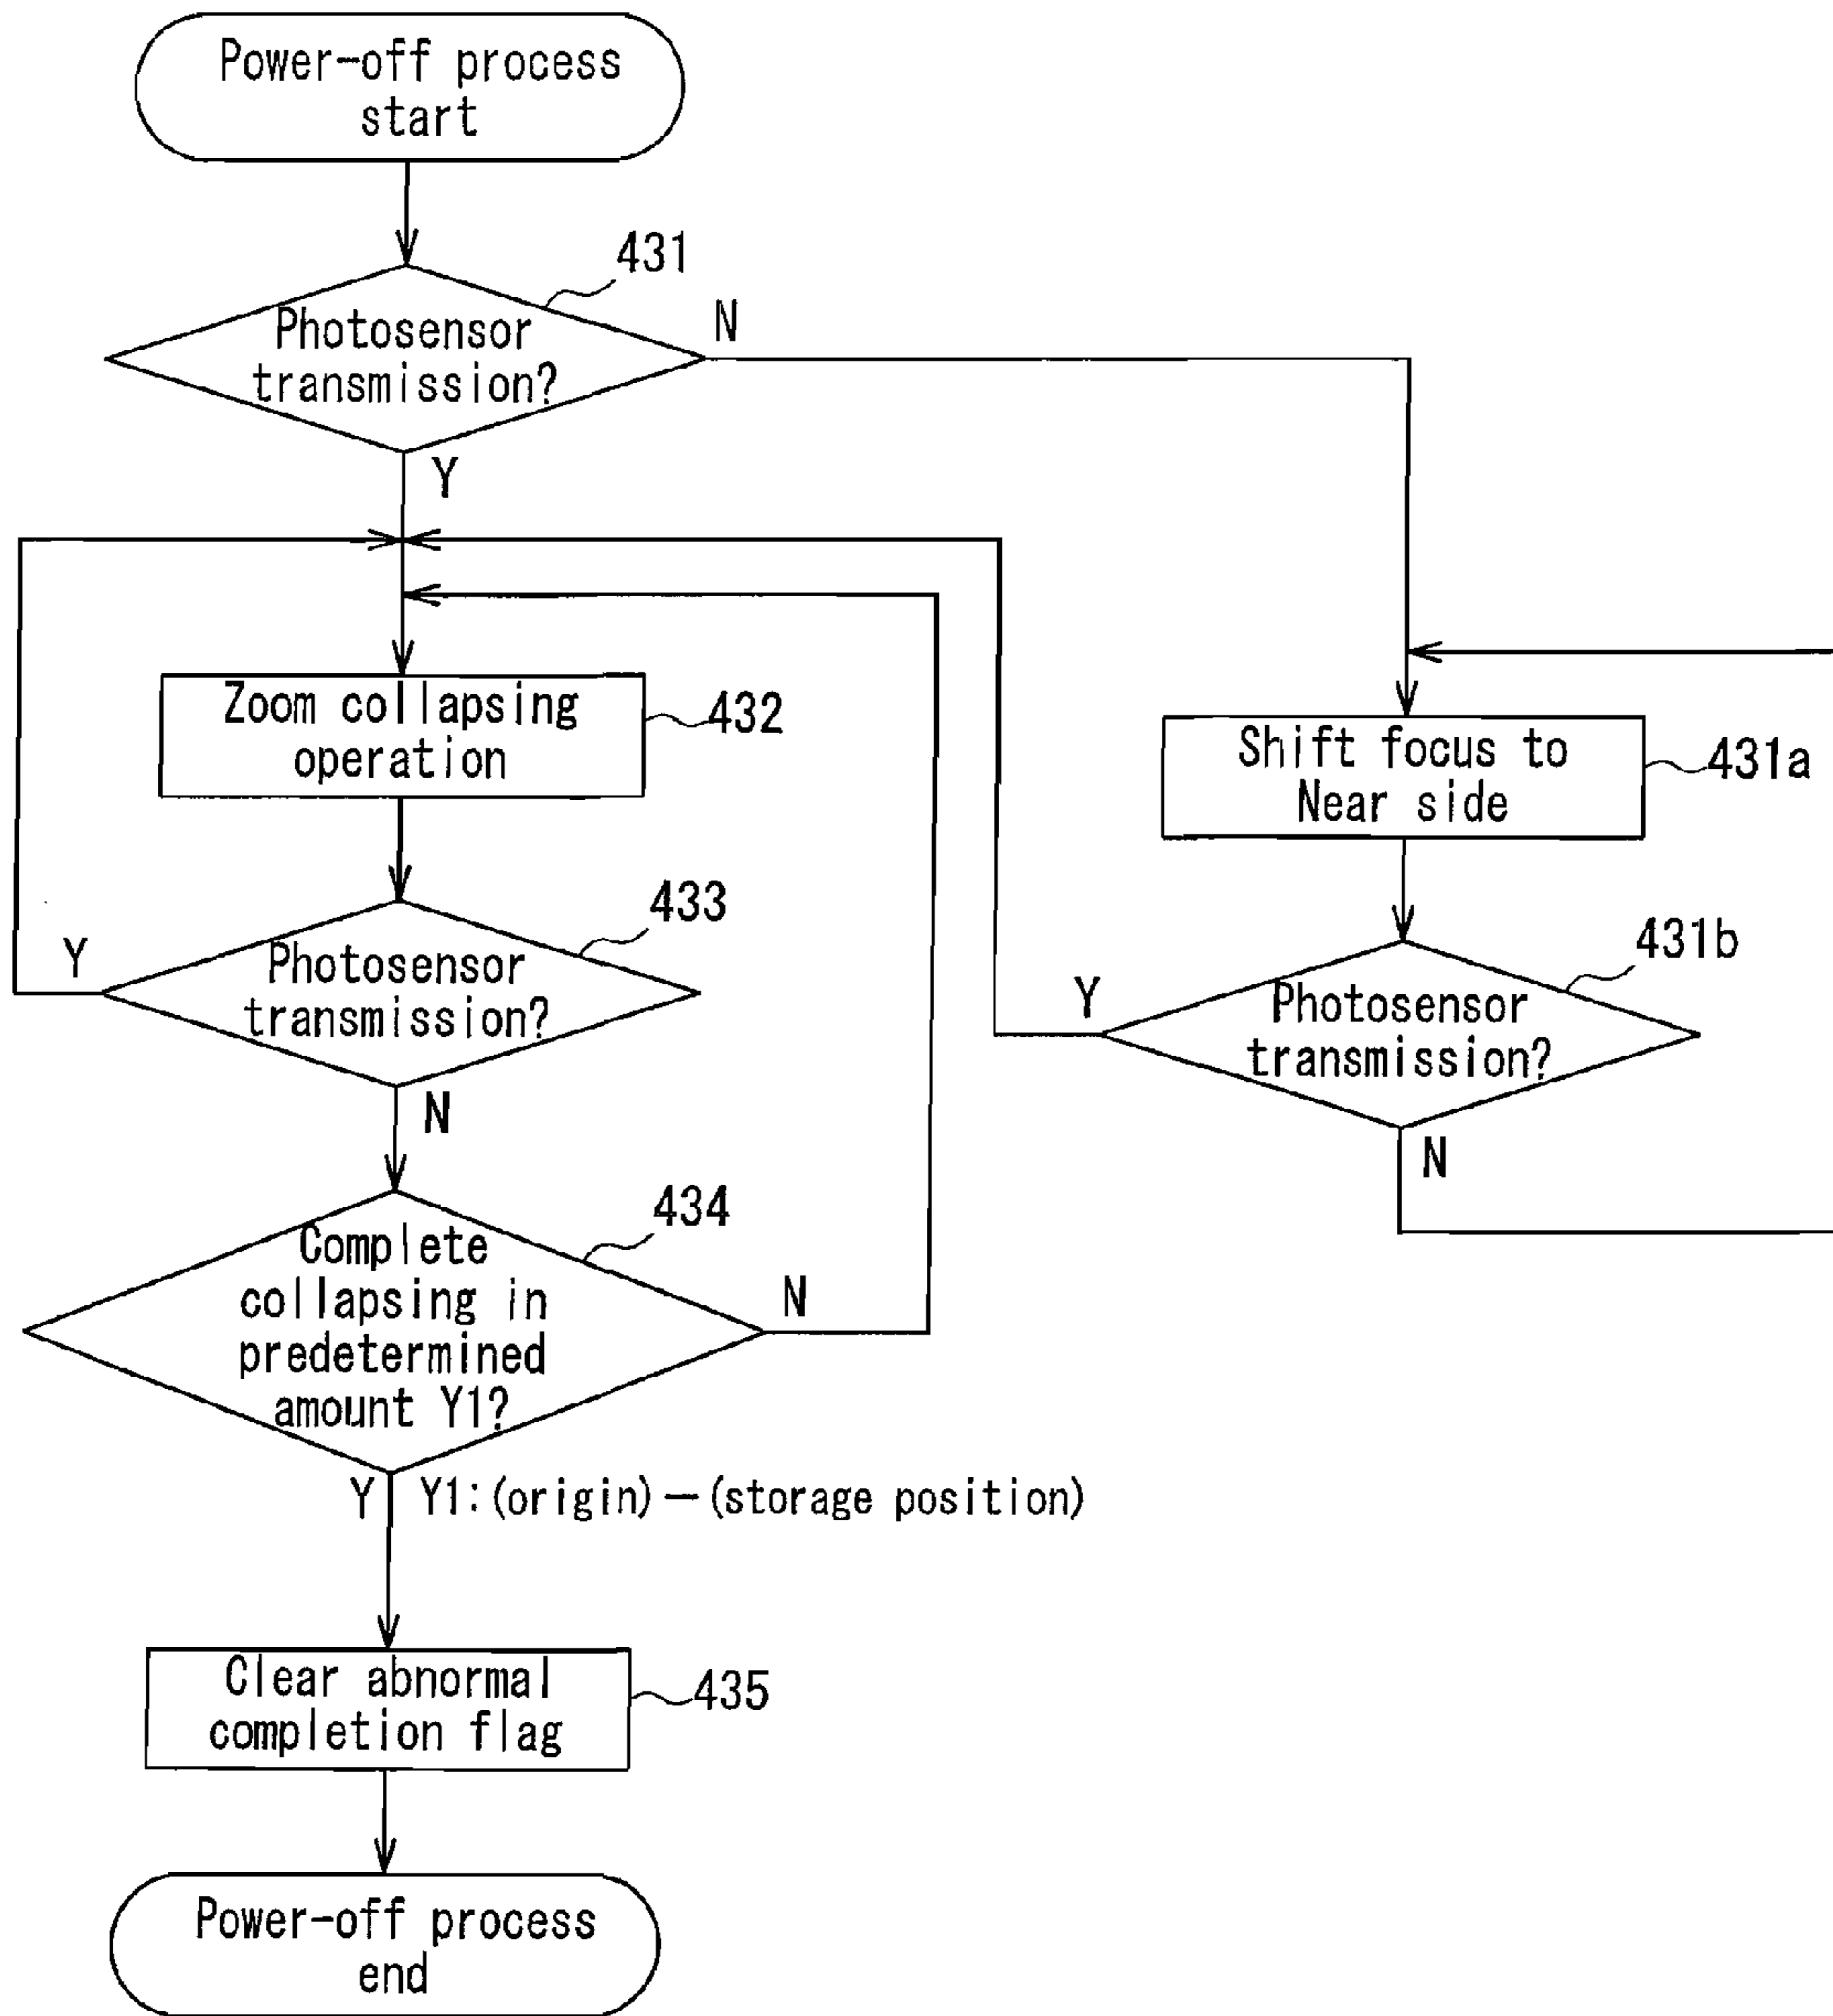 Power-off process
start
431
Photosensor
transmission?
N
Y
Zoom collapsing
operation
432
Shift focus to
Near side
431a
433
Photosensor
transmission?
Y
N
431b
Photosensor
transmission?
Y
N
434
Complete
collapsing in
predetermined
amount Y1?
N
Y
Y1:(origin)—(storage position)
Clear abnormal
completion flag
435
Power-off process
end